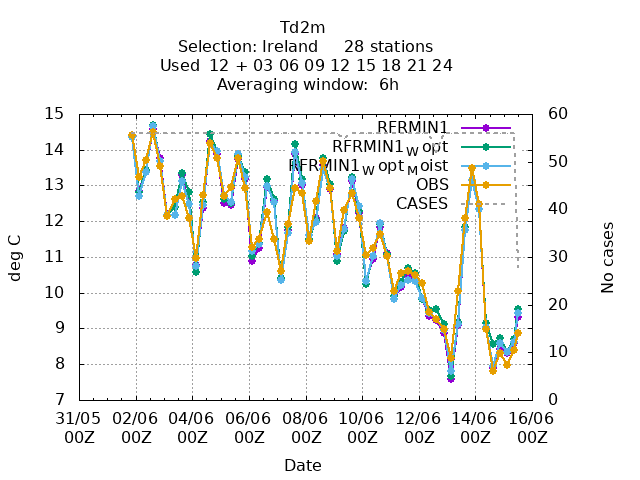 Td2m
Selection: Ireland 28 stations
Used 12 + 03 06 09 12 15 18 21 24
Averaging window: 6h
15
14
13
12
11
10
9
8
7
deg C
60
50
40
30
20
10
0
No cases
RFRMIN1
RFRMIN1_W opt
RFRMIN1_W opt_M oist
OBS
CASES
31/05 02/06 04/06 06/06 08/06 10/06 12/06 14/06 16/06
00Z 00Z 00Z 00Z 00Z 00Z 00Z 00Z 00Z
Date